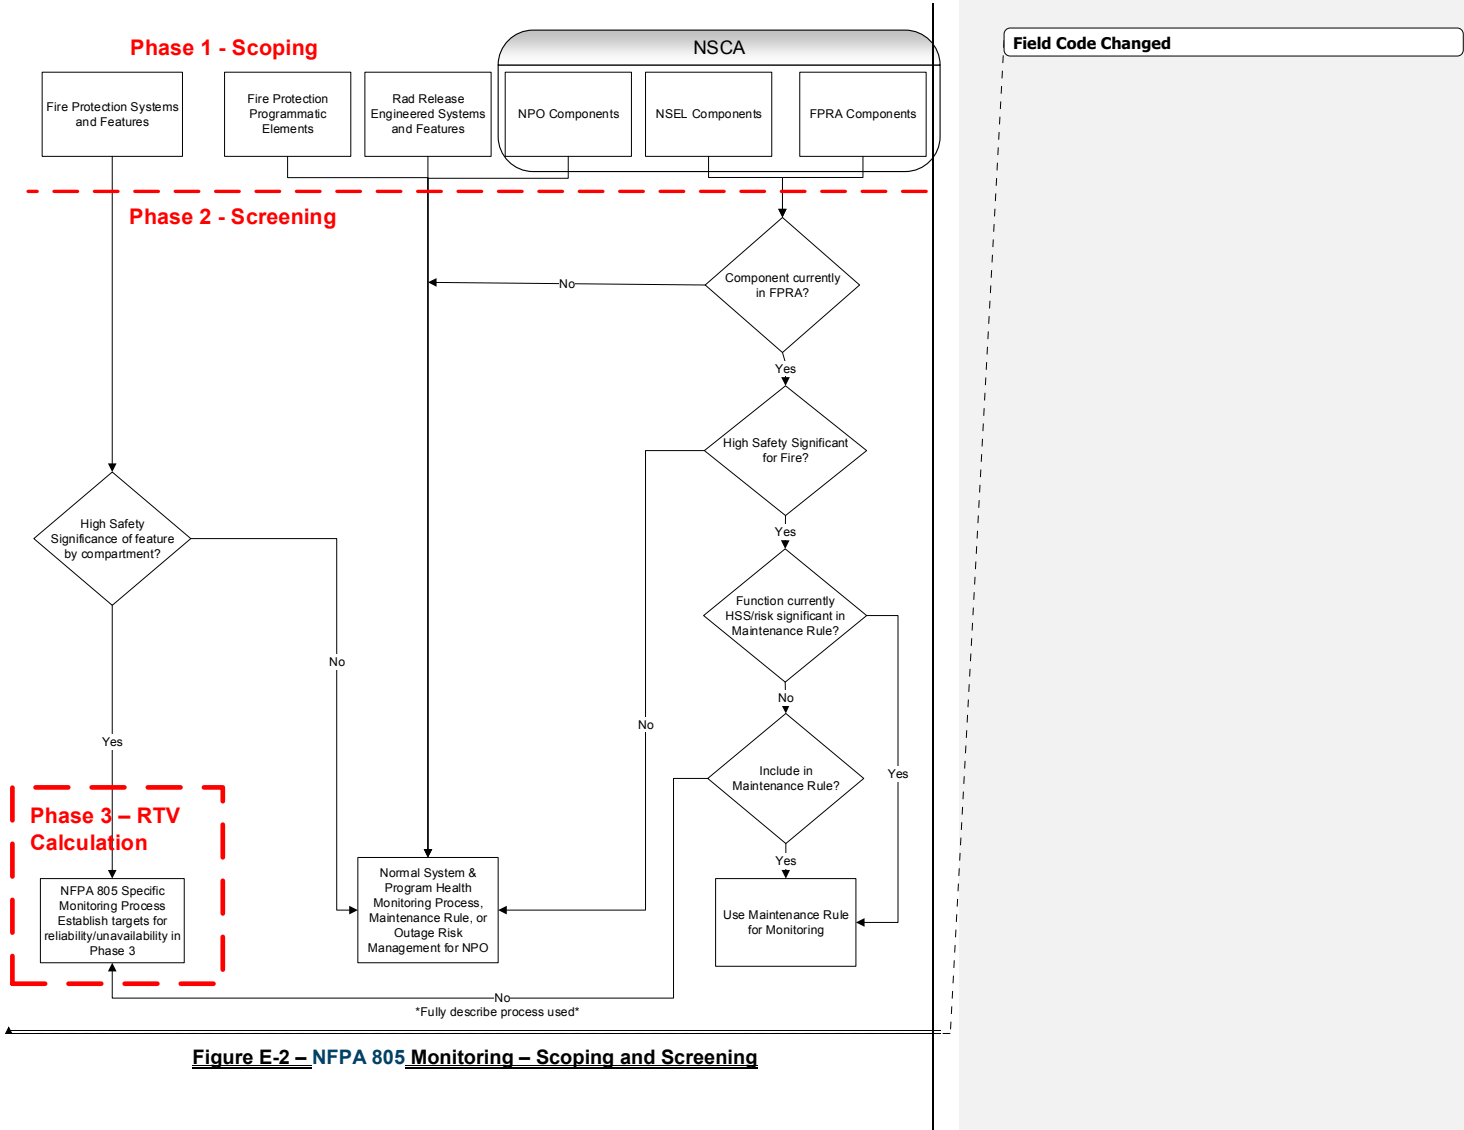 Phase 1 - Scoping
NSCA
Field Code Changed
Fire Protection Systems
and Features
Fire Protection
Programmatic
Elements
Rad Release
Engineered Systems
and Features
NPO Components
NSEL Components
FPRA Components
Phase 2 - Screening
Component currently
in FPRA?
No
Yes
High Safety Significant
for Fire?
Yes
High Safety
Significance of feature
by compartment?
Function currently
HSS/risk significant in
Maintenance Rule?
No
No
No
Yes
Yes
Include in
Maintenance Rule?
Yes
Phase 3 – RTV
Calculation
NFPA 805 Specific
Monitoring Process
Establish targets for
reliability/unavailability in
Phase 3
Normal System &
Program Health
Monitoring Process,
Maintenance Rule, or
Outage Risk
Management for NPO
Use Maintenance Rule
for Monitoring
No
*Fully describe process used*
Figure E-2 – NFPA 805 Monitoring – Scoping and Screening